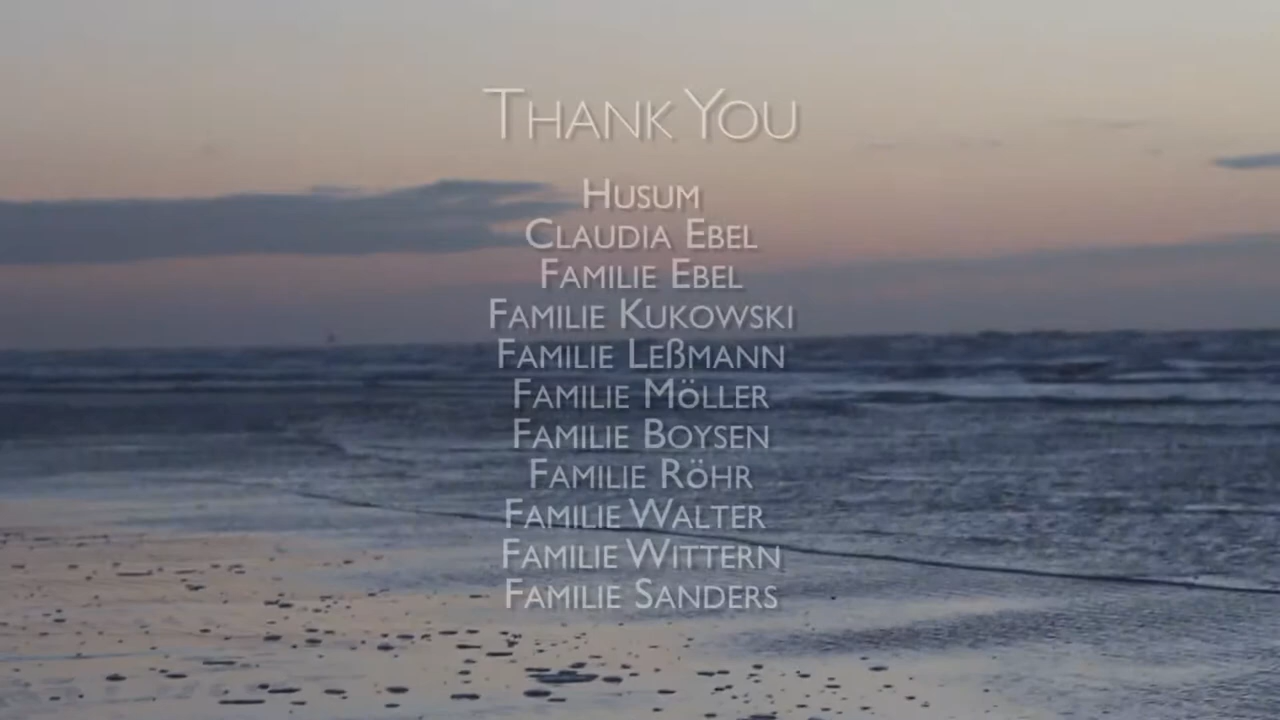 Thank You
Husum
Claudia Ebel
Familie Ebel
Familie Kukowski
Familie Leßmann
Familie Möller
Familie Boysen
Familie Röhr
Familie Walter
Familie Wittern
Familie Sanders